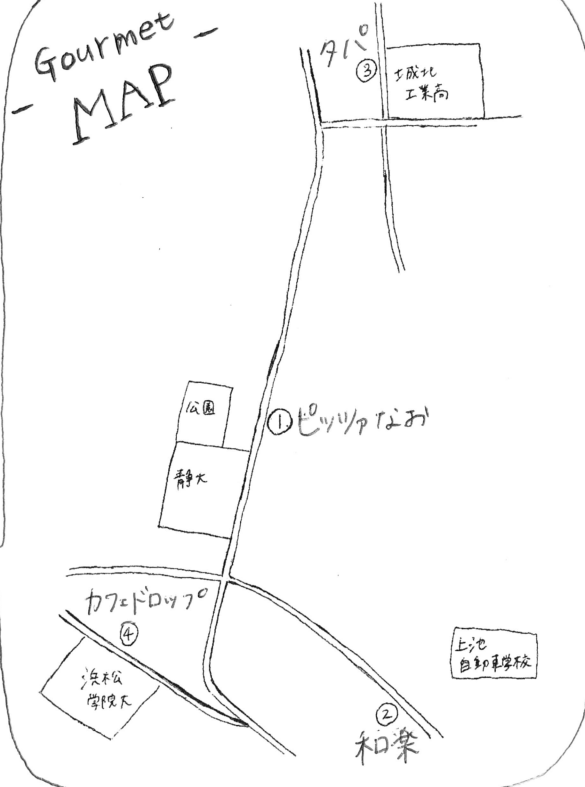 Gourmet
- MAP -
タパ
③
城北
工業高
公園
① ピッツァなお
静大
カフェドロップ
④
浜松
学院大
上池
自動車学校
②
和楽